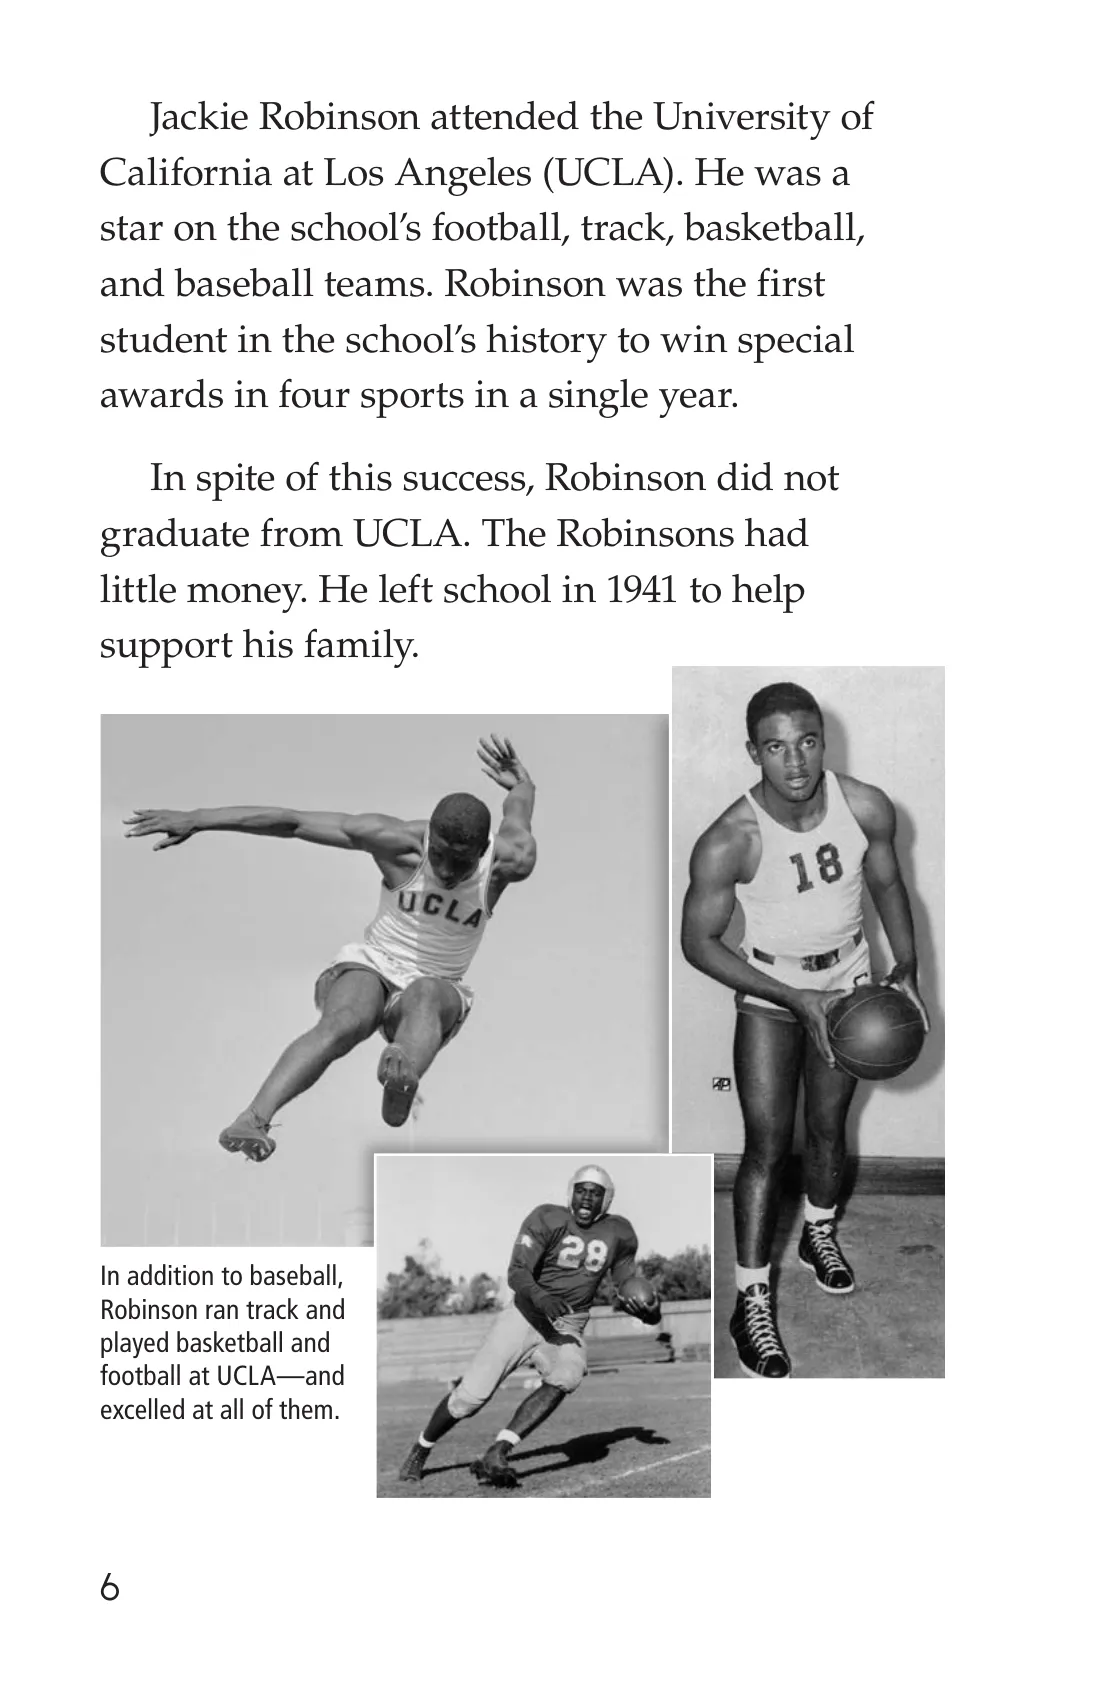 Jackie Robinson attended the University of
California at Los Angeles (UCLA). He was a
star on the school’s football, track, basketball,
and baseball teams. Robinson was the first
student in the school’s history to win special
awards in four sports in a single year.
In spite of this success, Robinson did not
graduate from UCLA. The Robinsons had
little money. He left school in 1941 to help
support his family.
UCLA
18
AP
28
In addition to baseball,
Robinson ran track and
played basketball and
football at UCLA—and
excelled at all of them.
6